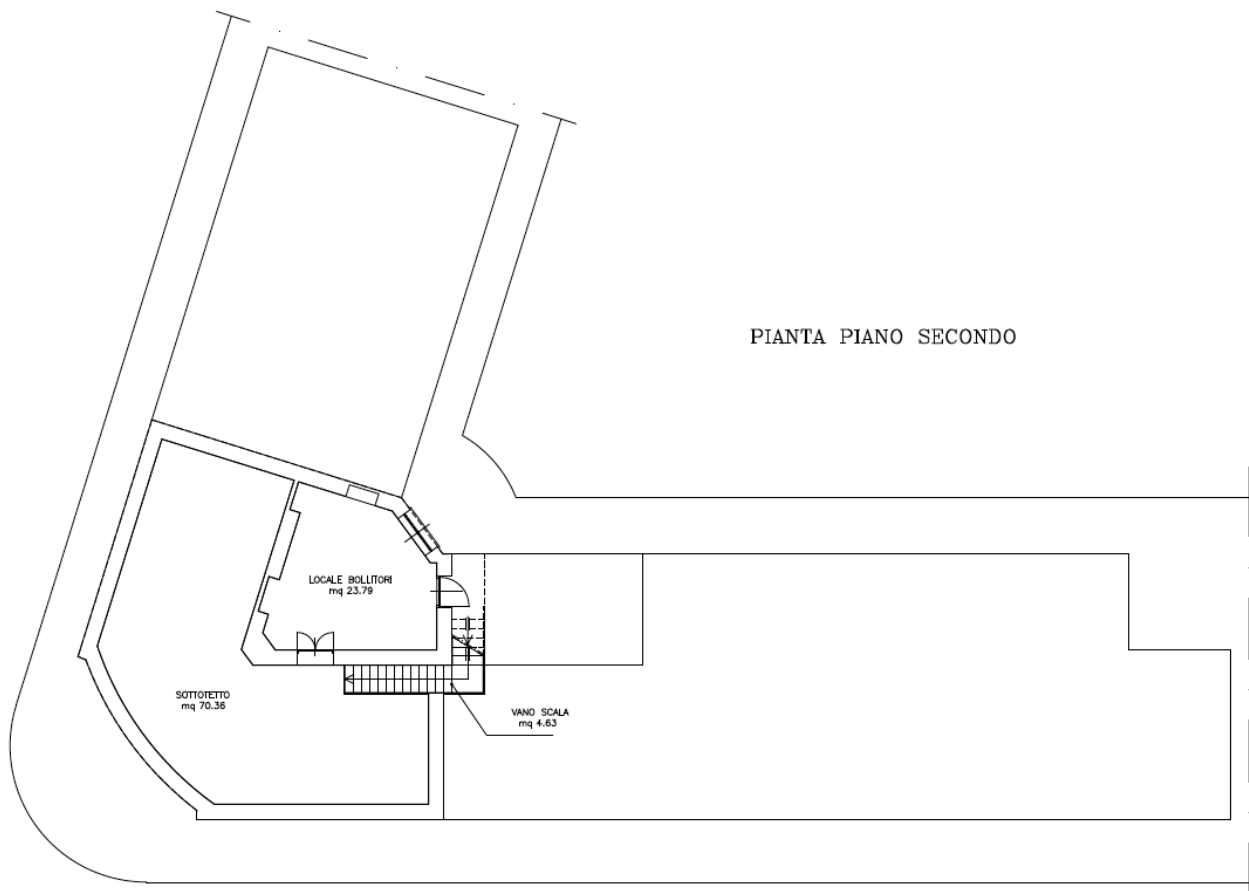 PIANTA PIANO SECONDO
LOCALE BOLLITORI
mq 23.79
SOTTOTETTO
mq 70.36
VANO SCALA
mq 4.63